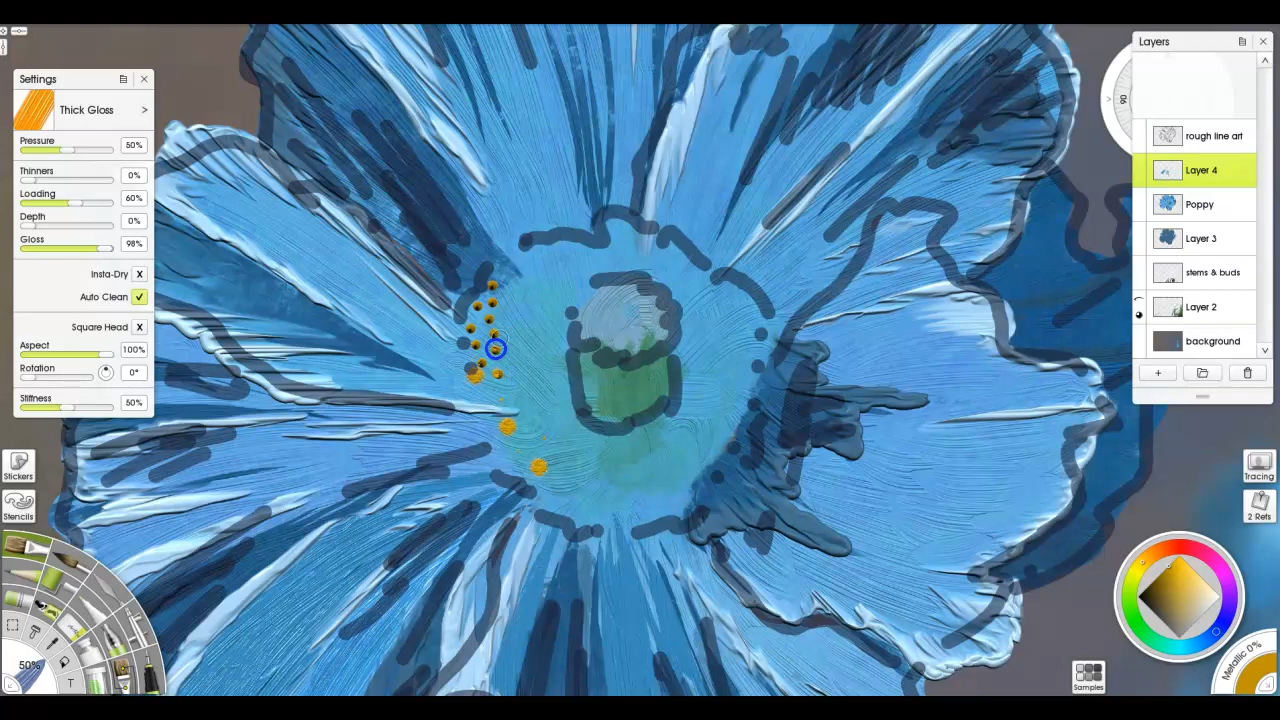 Settings
Thick Gloss >
Pressure 50%
Thinners 0%
Loading 60%
Depth 0%
Gloss 98%
Insta-Dry X
Auto Clean ✓
Square Head X
Aspect 100%
Rotation 0°
Stiffness 50%
Stickers
Stencils
50%
T
Layers
90
rough line art
Layer 4
Poppy
Layer 3
stems & buds
Layer 2
background
+
Tracing
2 Refs
Samples
Metallic 0%